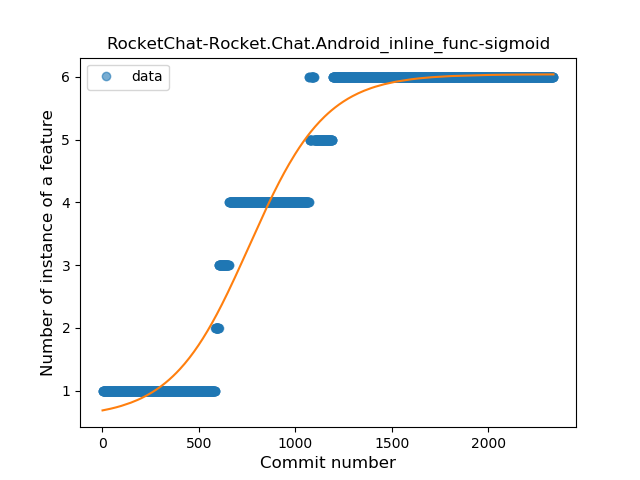 RocketChat-Rocket.Chat.Android_inline_func-sigmoid
data
Number of instance of a feature
6
5
4
3
2
1
0 500 1000 1500 2000
Commit number